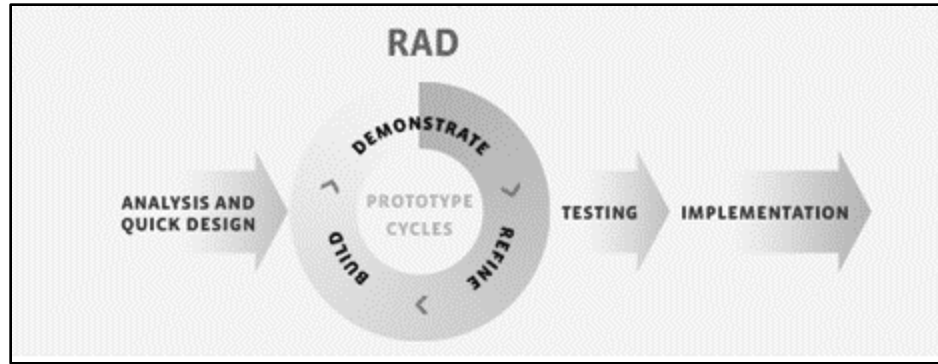 RAD
DEMONSTRATE
PROTOTYPE
CYCLES
BUILD
REFINE
ANALYSIS AND
QUICK DESIGN
TESTING
IMPLEMENTATION